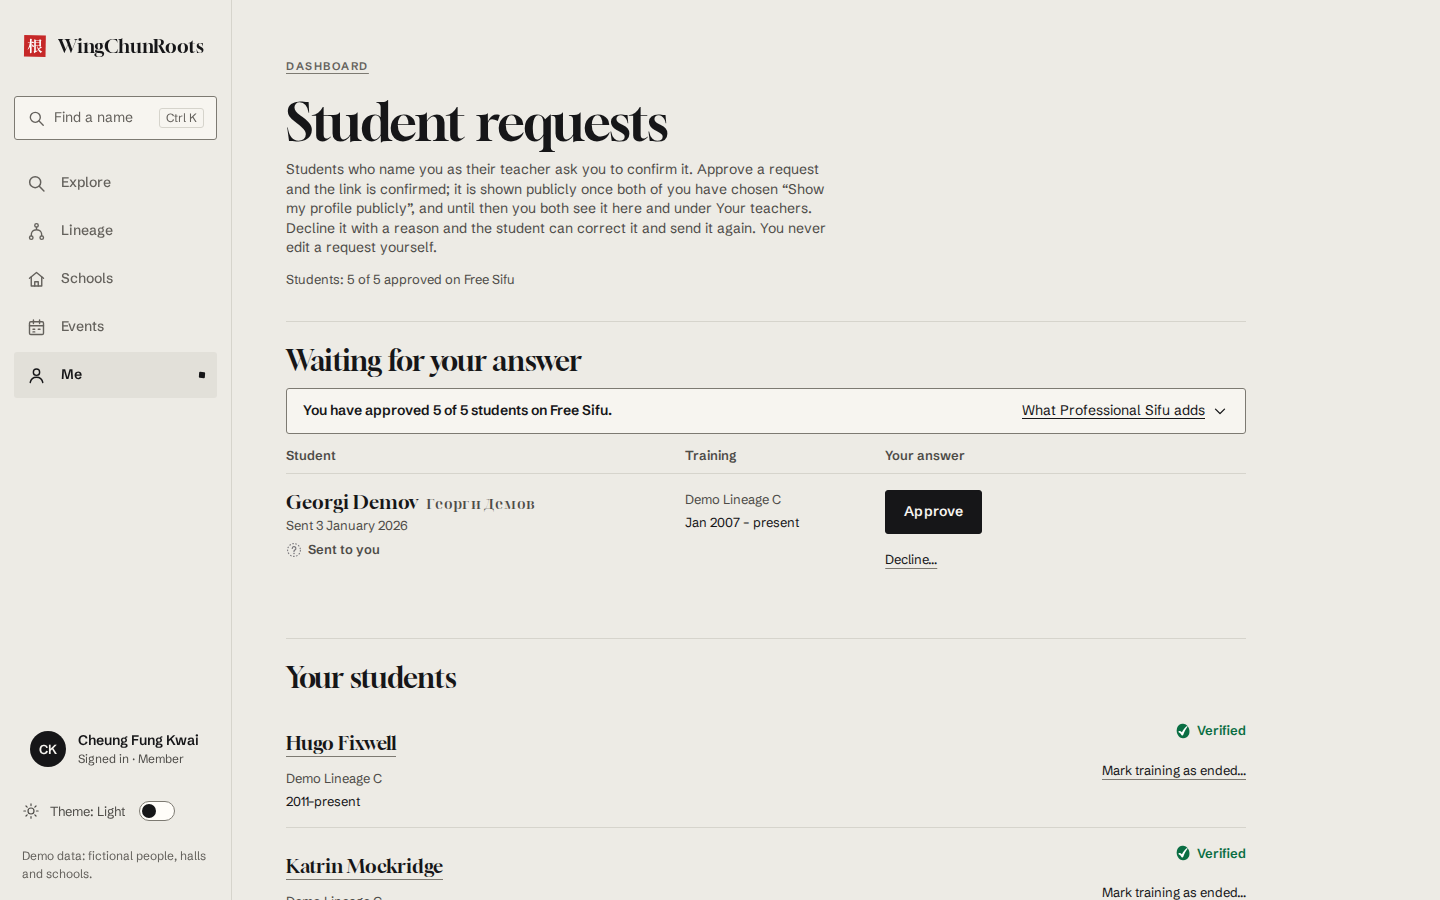 根 WingChunRoots
Find a name Ctrl K
Explore
Lineage
Schools
Events
Me
CK
Cheung Fung Kwai
Signed in · Member
Theme: Light
Demo data: fictional people, halls
and schools.
DASHBOARD
Student requests
Students who name you as their teacher ask you to confirm it. Approve a request
and the link is confirmed; it is shown publicly once both of you have chosen “Show
my profile publicly”, and until then you both see it here and under Your teachers.
Decline it with a reason and the student can correct it and send it again. You never
edit a request yourself.
Students: 5 of 5 approved on Free Sifu
Waiting for your answer
You have approved 5 of 5 students on Free Sifu. What Professional Sifu adds
Student Training Your answer
Georgi Demov Георги Демов
Sent 3 January 2026
Sent to you
Demo Lineage C
Jan 2007 – present
Approve
Decline…
Your students
Hugo Fixwell
Demo Lineage C
2011–present
Verified
Mark training as ended…
Katrin Mockridge
Demo Lineage C
Verified
Mark training as ended…